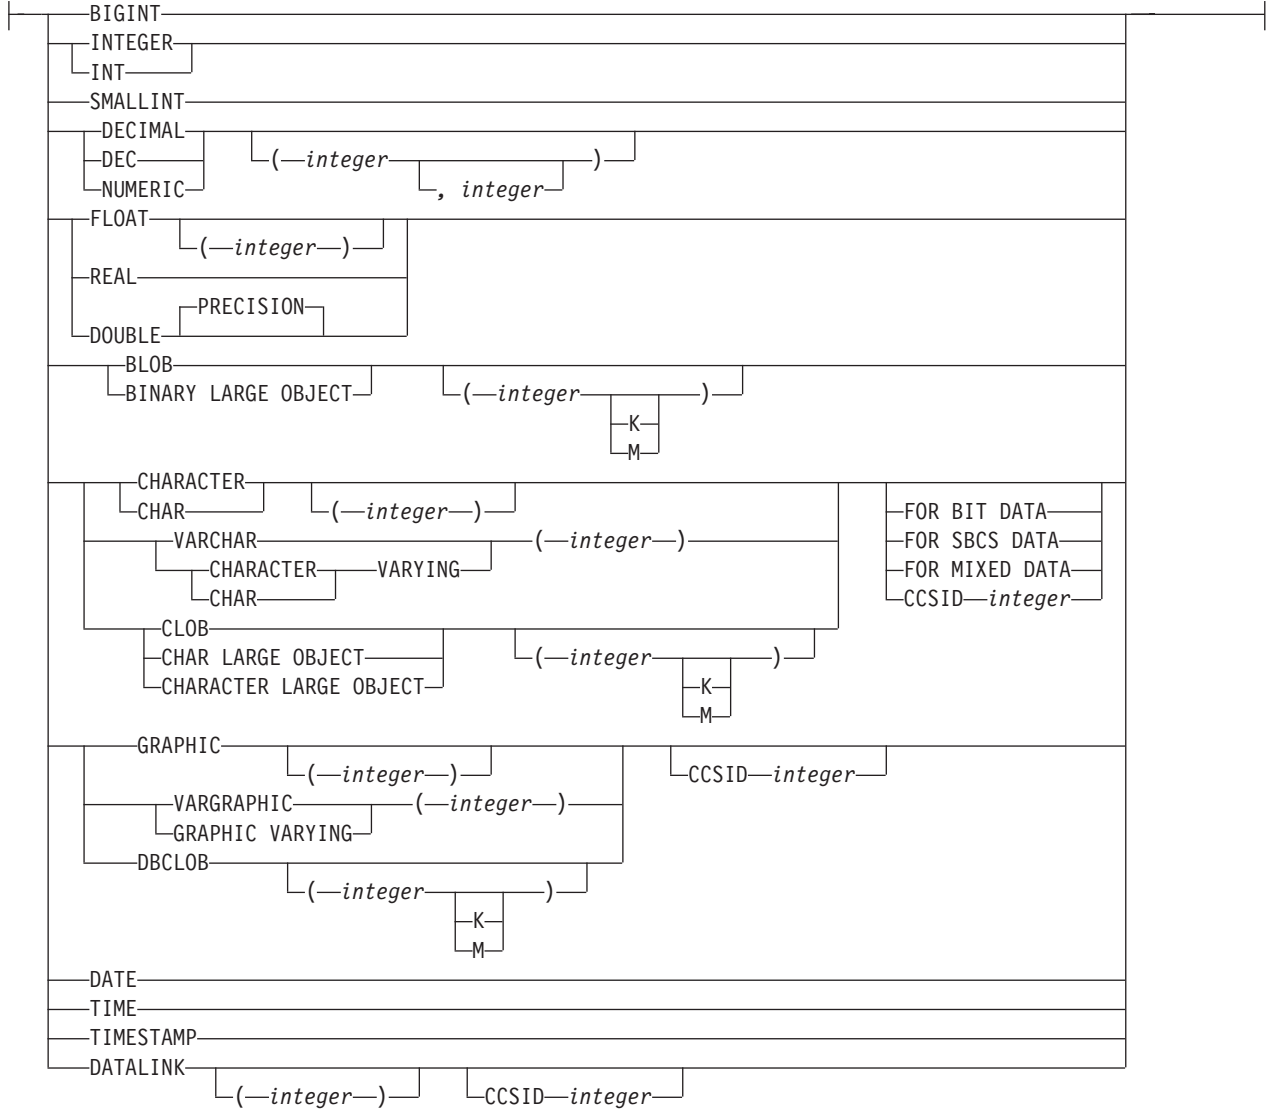 BIGINT
INTEGER
INT
SMALLINT
DECIMAL
DEC ( integer )
NUMERIC , integer
FLOAT
( integer )
REAL
PRECISION
DOUBLE
BLOB
BINARY LARGE OBJECT ( integer )
K
M
CHARACTER
CHAR ( integer ) FOR BIT DATA
VARCHAR ( integer ) FOR SBCS DATA
CHARACTER VARYING FOR MIXED DATA
CHAR CCSID integer
CLOB
CHAR LARGE OBJECT ( integer )
CHARACTER LARGE OBJECT K
M
GRAPHIC
( integer ) CCSID integer
VARGRAPHIC ( integer )
GRAPHIC VARYING
DBCLOB
( integer )
K
M
DATE
TIME
TIMESTAMP
DATALINK
( integer ) CCSID integer